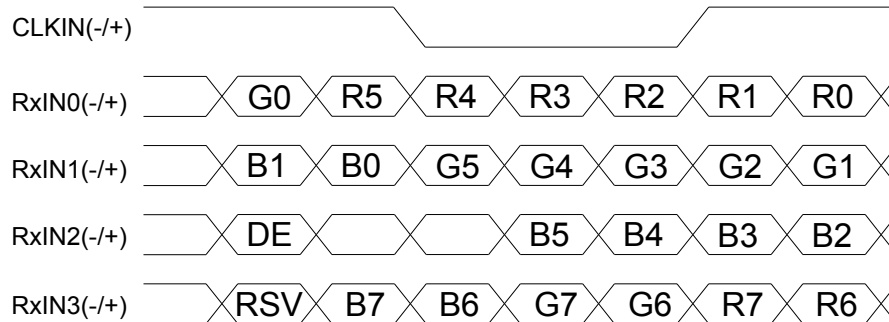 CLKIN(-/+)
RxIN0(-/+) G0 R5 R4 R3 R2 R1 R0
RxIN1(-/+) B1 B0 G5 G4 G3 G2 G1
RxIN2(-/+) DE B5 B4 B3 B2
RxIN3(-/+) RSV B7 B6 G7 G6 R7 R6